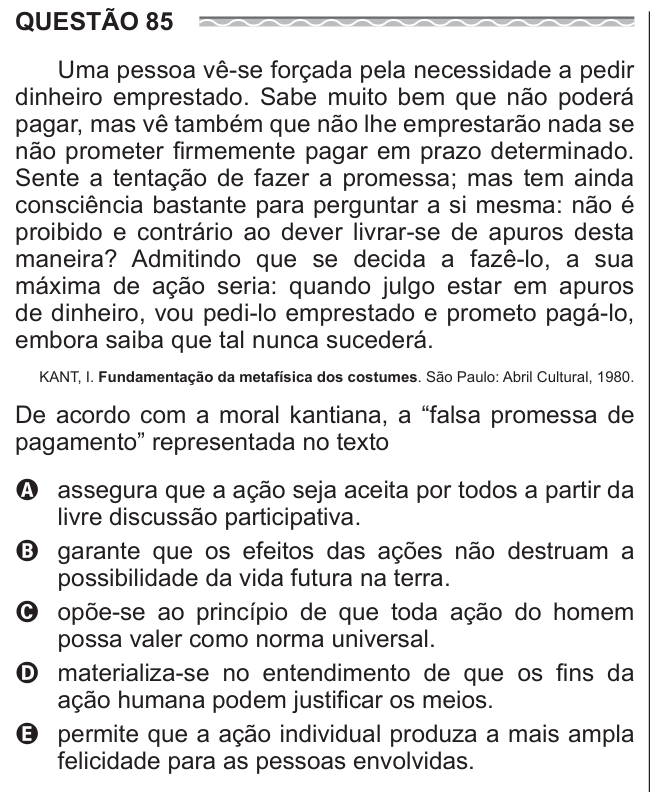 QUESTÃO 85
Uma pessoa vê-se forçada pela necessidade a pedir
dinheiro emprestado. Sabe muito bem que não poderá
pagar, mas vê também que não lhe emprestarão nada se
não prometer firmemente pagar em prazo determinado.
Sente a tentação de fazer a promessa; mas tem ainda
consciência bastante para perguntar a si mesma: não é
proibido e contrário ao dever livrar-se de apuros desta
maneira? Admitindo que se decida a fazê-lo, a sua
máxima de ação seria: quando julgo estar em apuros
de dinheiro, vou pedi-lo emprestado e prometo pagá-lo,
embora saiba que tal nunca sucederá.
KANT, I. Fundamentação da metafísica dos costumes. São Paulo: Abril Cultural, 1980.
De acordo com a moral kantiana, a “falsa promessa de
pagamento” representada no texto
A assegura que a ação seja aceita por todos a partir da
livre discussão participativa.
B garante que os efeitos das ações não destruam a
possibilidade da vida futura na terra.
C opõe-se ao princípio de que toda ação do homem
possa valer como norma universal.
D materializa-se no entendimento de que os fins da
ação humana podem justificar os meios.
E permite que a ação individual produza a mais ampla
felicidade para as pessoas envolvidas.